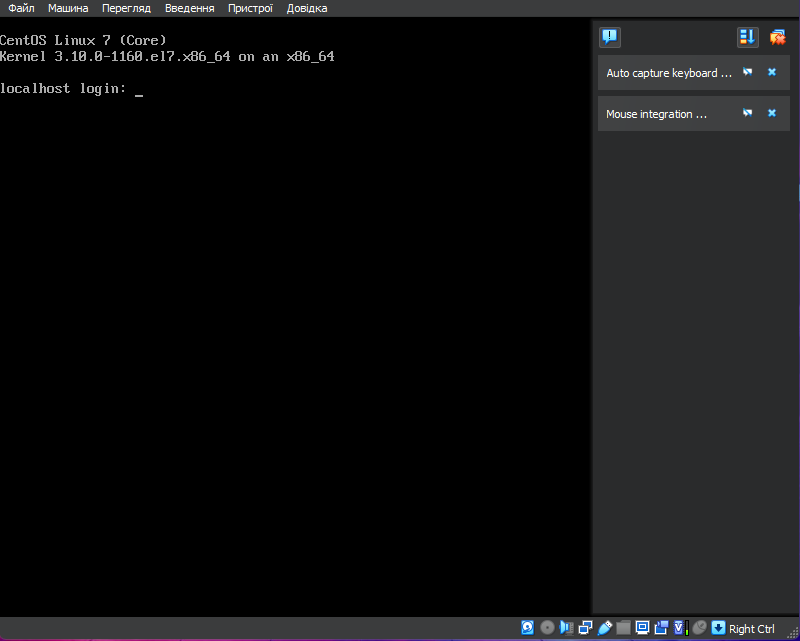 Файл Машина Перегляд Введення Пристрої Довідка
CentOS Linux 7 (Core)
Kernel 3.10.0-1160.el7.x86_64 on an x86_64
localhost login: _
Auto capture keyboard ...
Mouse integration ...
Right Ctrl